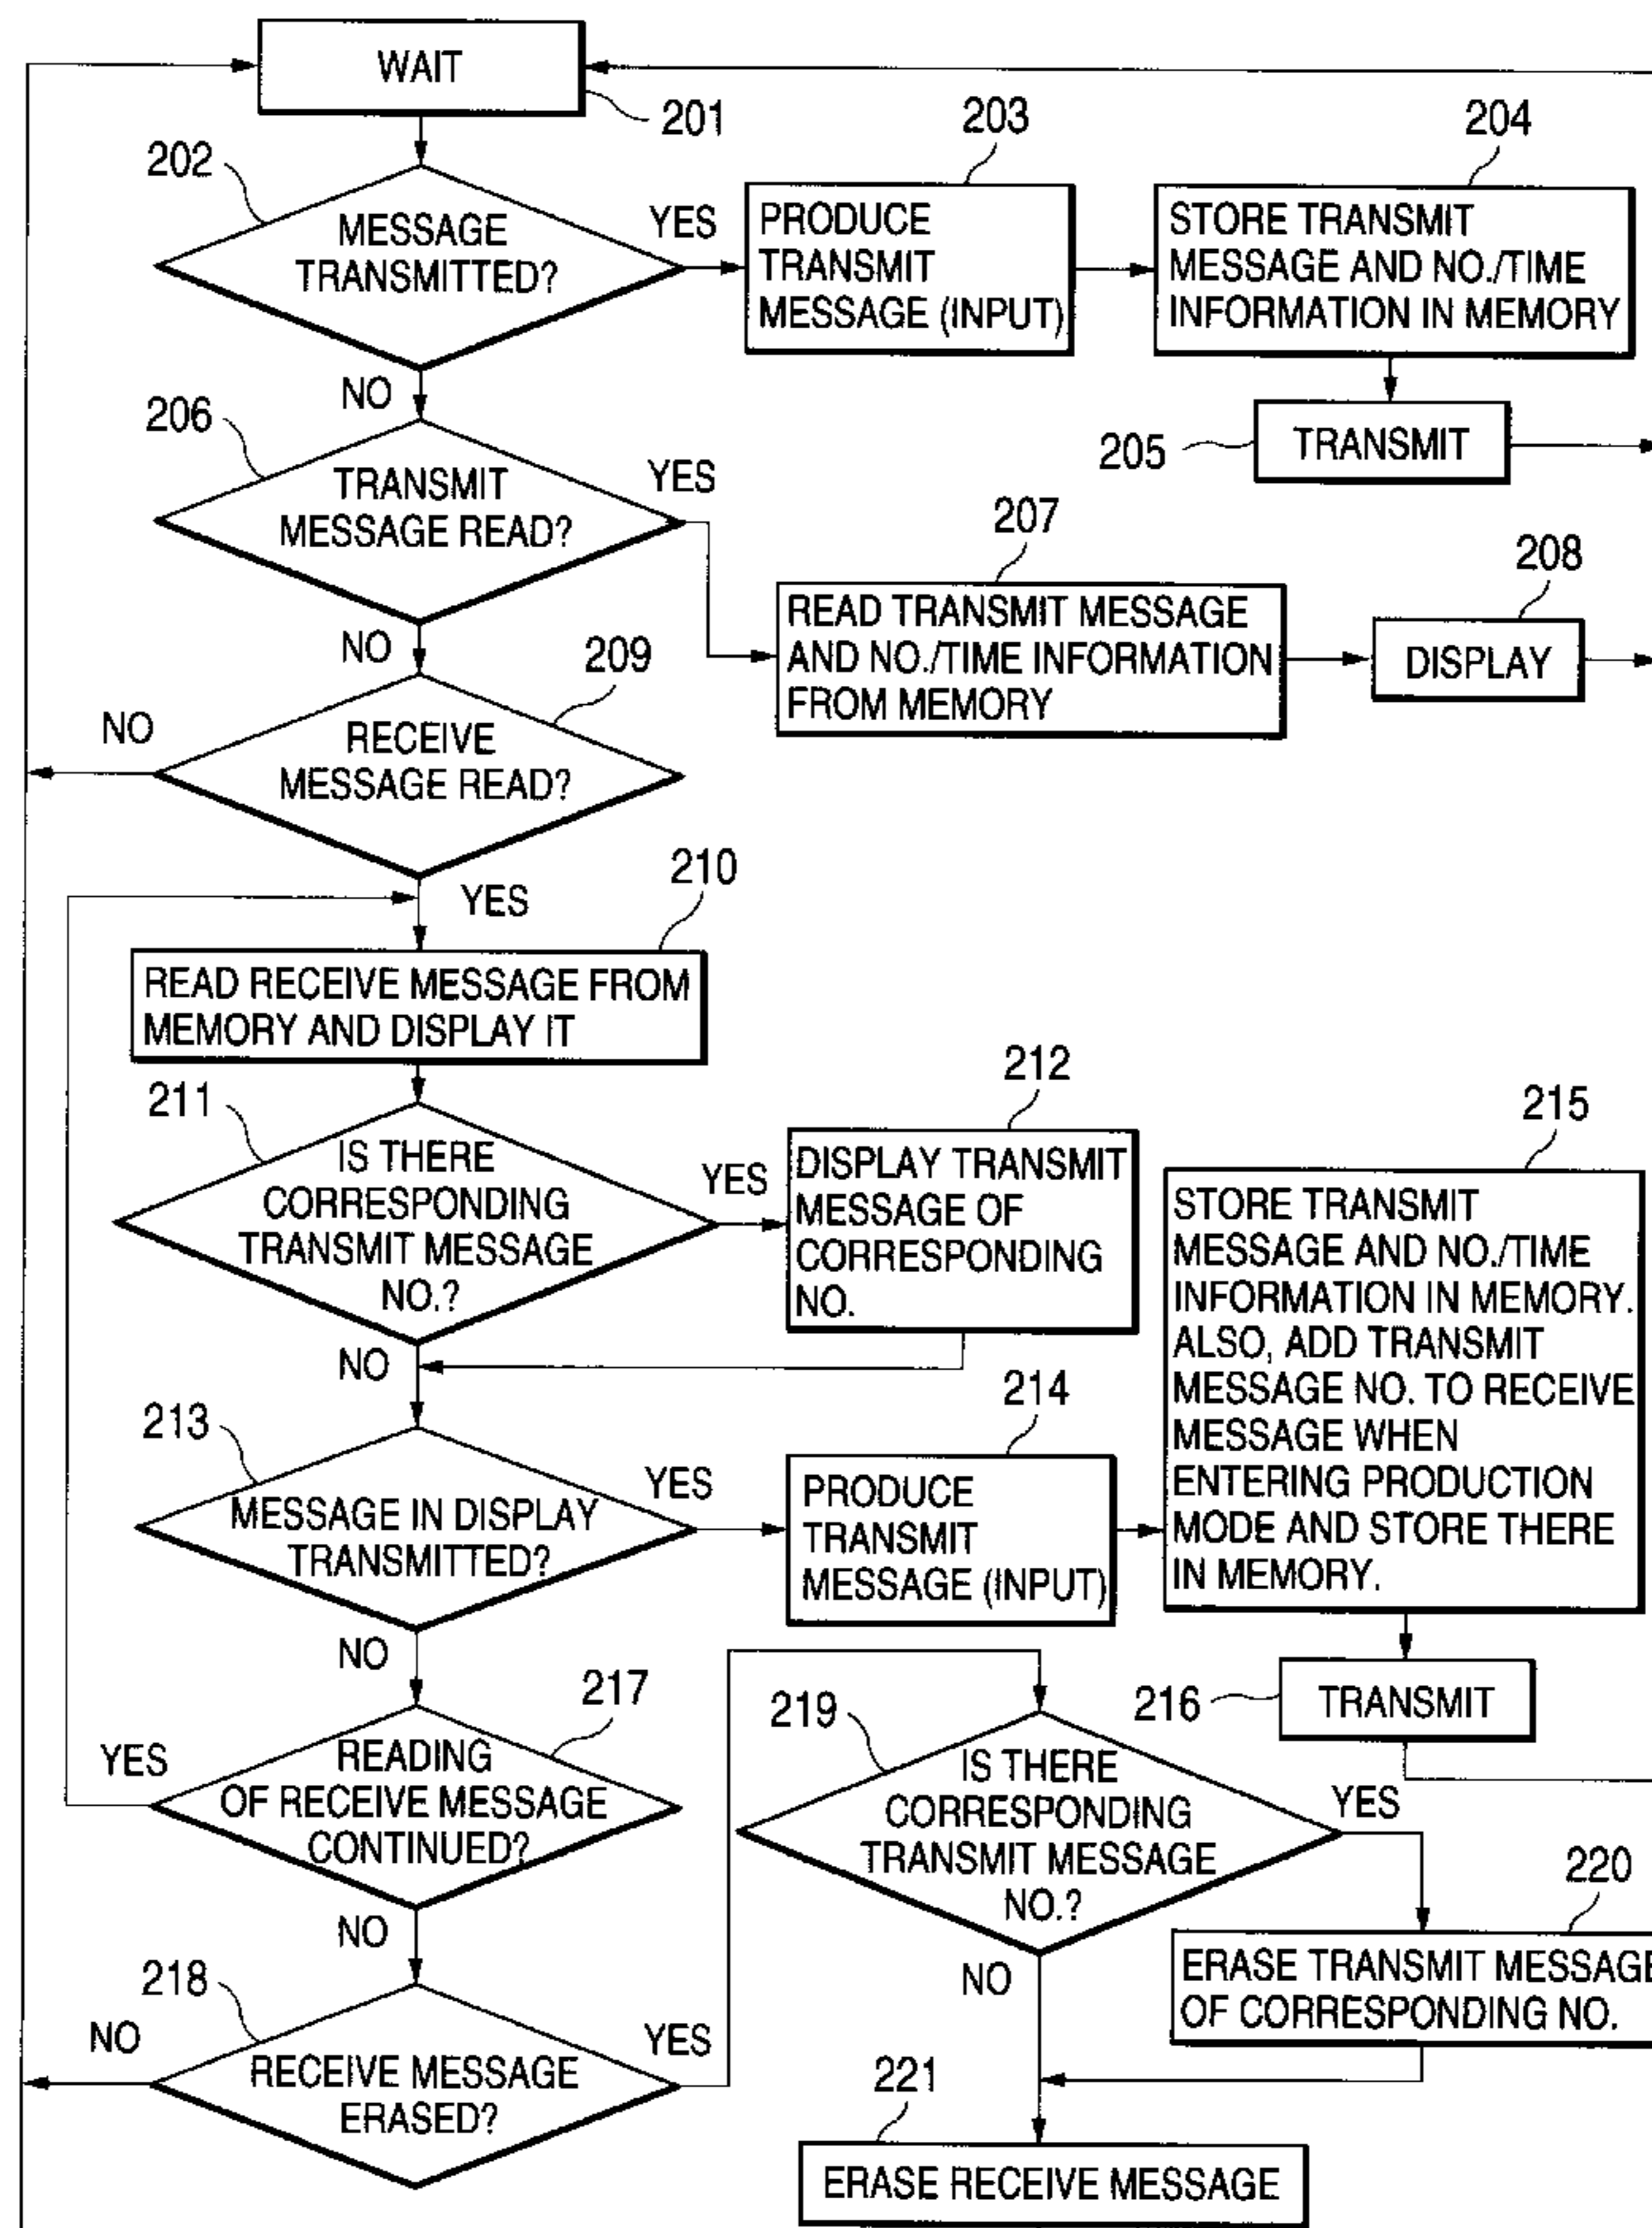 WAIT
201
202
MESSAGE
TRANSMITTED?
YES
NO
203
PRODUCE
TRANSMIT
MESSAGE (INPUT)
204
STORE TRANSMIT
MESSAGE AND NO./TIME
INFORMATION IN MEMORY
205
TRANSMIT
206
TRANSMIT
MESSAGE READ?
YES
NO
207
READ TRANSMIT MESSAGE
AND NO./TIME INFORMATION
FROM MEMORY
208
DISPLAY
209
RECEIVE
MESSAGE READ?
NO
YES
210
READ RECEIVE MESSAGE FROM
MEMORY AND DISPLAY IT
211
IS THERE
CORRESPONDING
TRANSMIT MESSAGE
NO.?
YES
NO
212
DISPLAY TRANSMIT
MESSAGE OF
CORRESPONDING
NO.
213
MESSAGE IN DISPLAY
TRANSMITTED?
YES
NO
214
PRODUCE
TRANSMIT
MESSAGE (INPUT)
215
STORE TRANSMIT
MESSAGE AND NO./TIME
INFORMATION IN MEMORY.
ALSO, ADD TRANSMIT
MESSAGE NO. TO RECEIVE
MESSAGE WHEN
ENTERING PRODUCTION
MODE AND STORE THERE
IN MEMORY.
216
TRANSMIT
217
READING
OF RECEIVE MESSAGE
CONTINUED?
YES
NO
218
RECEIVE MESSAGE
ERASED?
NO
YES
219
IS THERE
CORRESPONDING
TRANSMIT MESSAGE
NO.?
YES
NO
220
ERASE TRANSMIT MESSAGE
OF CORRESPONDING NO.
221
ERASE RECEIVE MESSAGE